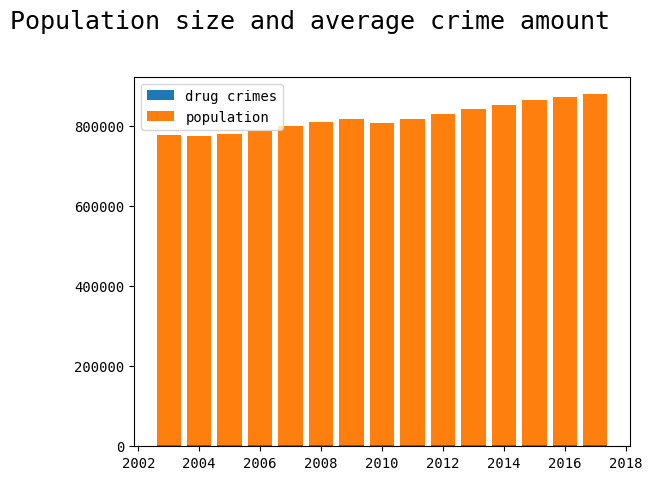 Population size and average crime amount
drug crimes
population
800000
600000
400000
200000
0
2002 2004 2006 2008 2010 2012 2014 2016 2018